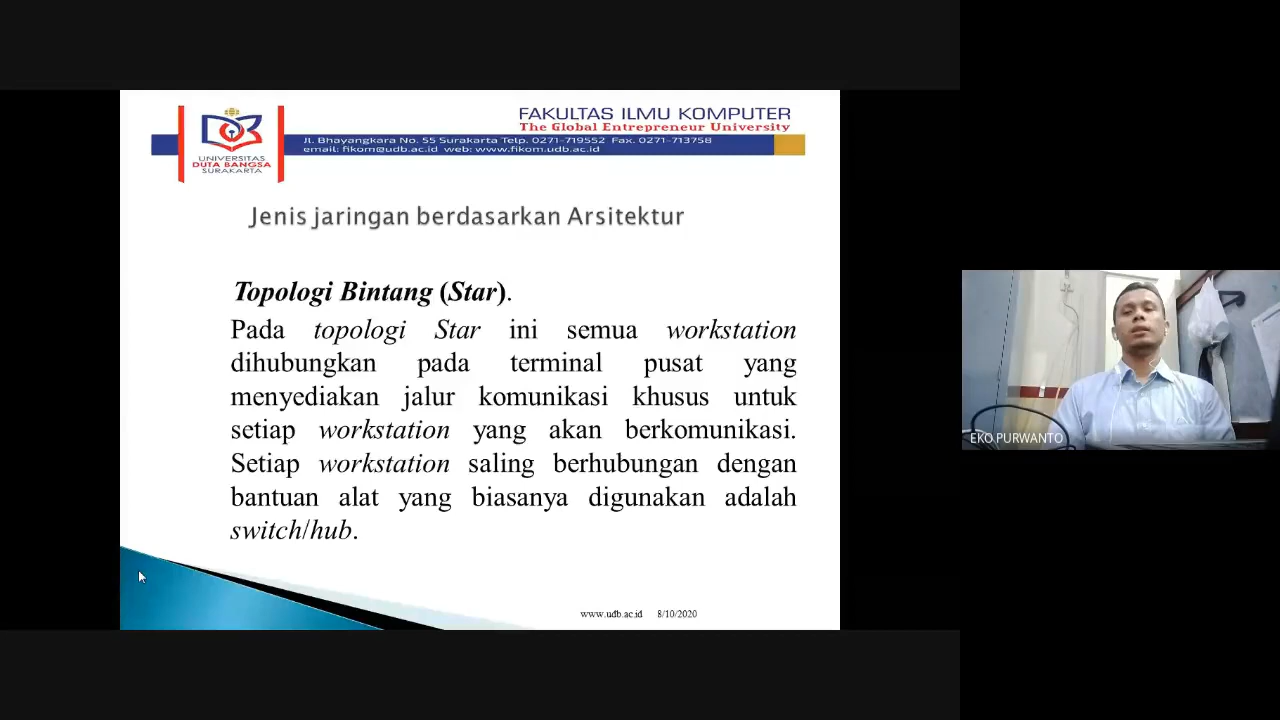 FAKULTAS ILMU KOMPUTER
The Global Entrepreneur University
Jl. Bhayangkara No. 55 Surakarta Telp. 0271-719552 Fax. 0271-713758
email: fikom@udb.ac.id web: www.fikom.udb.ac.id
UNIVERSITAS
DUTA BANGSA
SURAKARTA
Jenis jaringan berdasarkan Arsitektur
Topologi Bintang (Star).
Pada topologi Star ini semua workstation
dihubungkan pada terminal pusat yang
menyediakan jalur komunikasi khusus untuk
setiap workstation yang akan berkomunikasi.
Setiap workstation saling berhubungan dengan
bantuan alat yang biasanya digunakan adalah
switch/hub.
www.udb.ac.id 8/10/2020
EKO PURWANTO